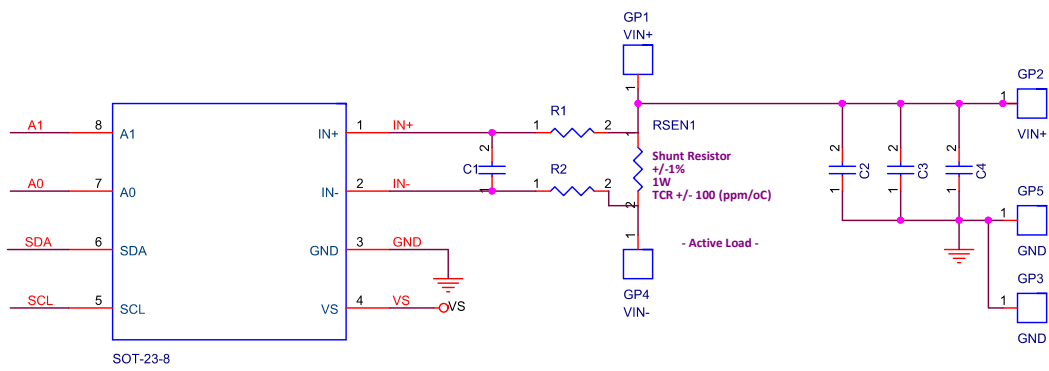 GP1
VIN+
GP2
1
1
VIN+
A1
8
A1
IN+
1
IN+
1
R1
2
RSEN1
2
C1
1
Shunt Resistor
+/-1%
1W
TCR +/- 100 (ppm/oC)
2
C2
1
2
C3
1
2
C4
1
A0
7
A0
IN-
2
IN-
1
R2
2
2
GP5
1
GND
SDA
6
SDA
GND
3
GND
1
- Active Load -
GP3
1
GND
SCL
5
SCL
VS
4
VS
VS
GP4
VIN-
SOT-23-8